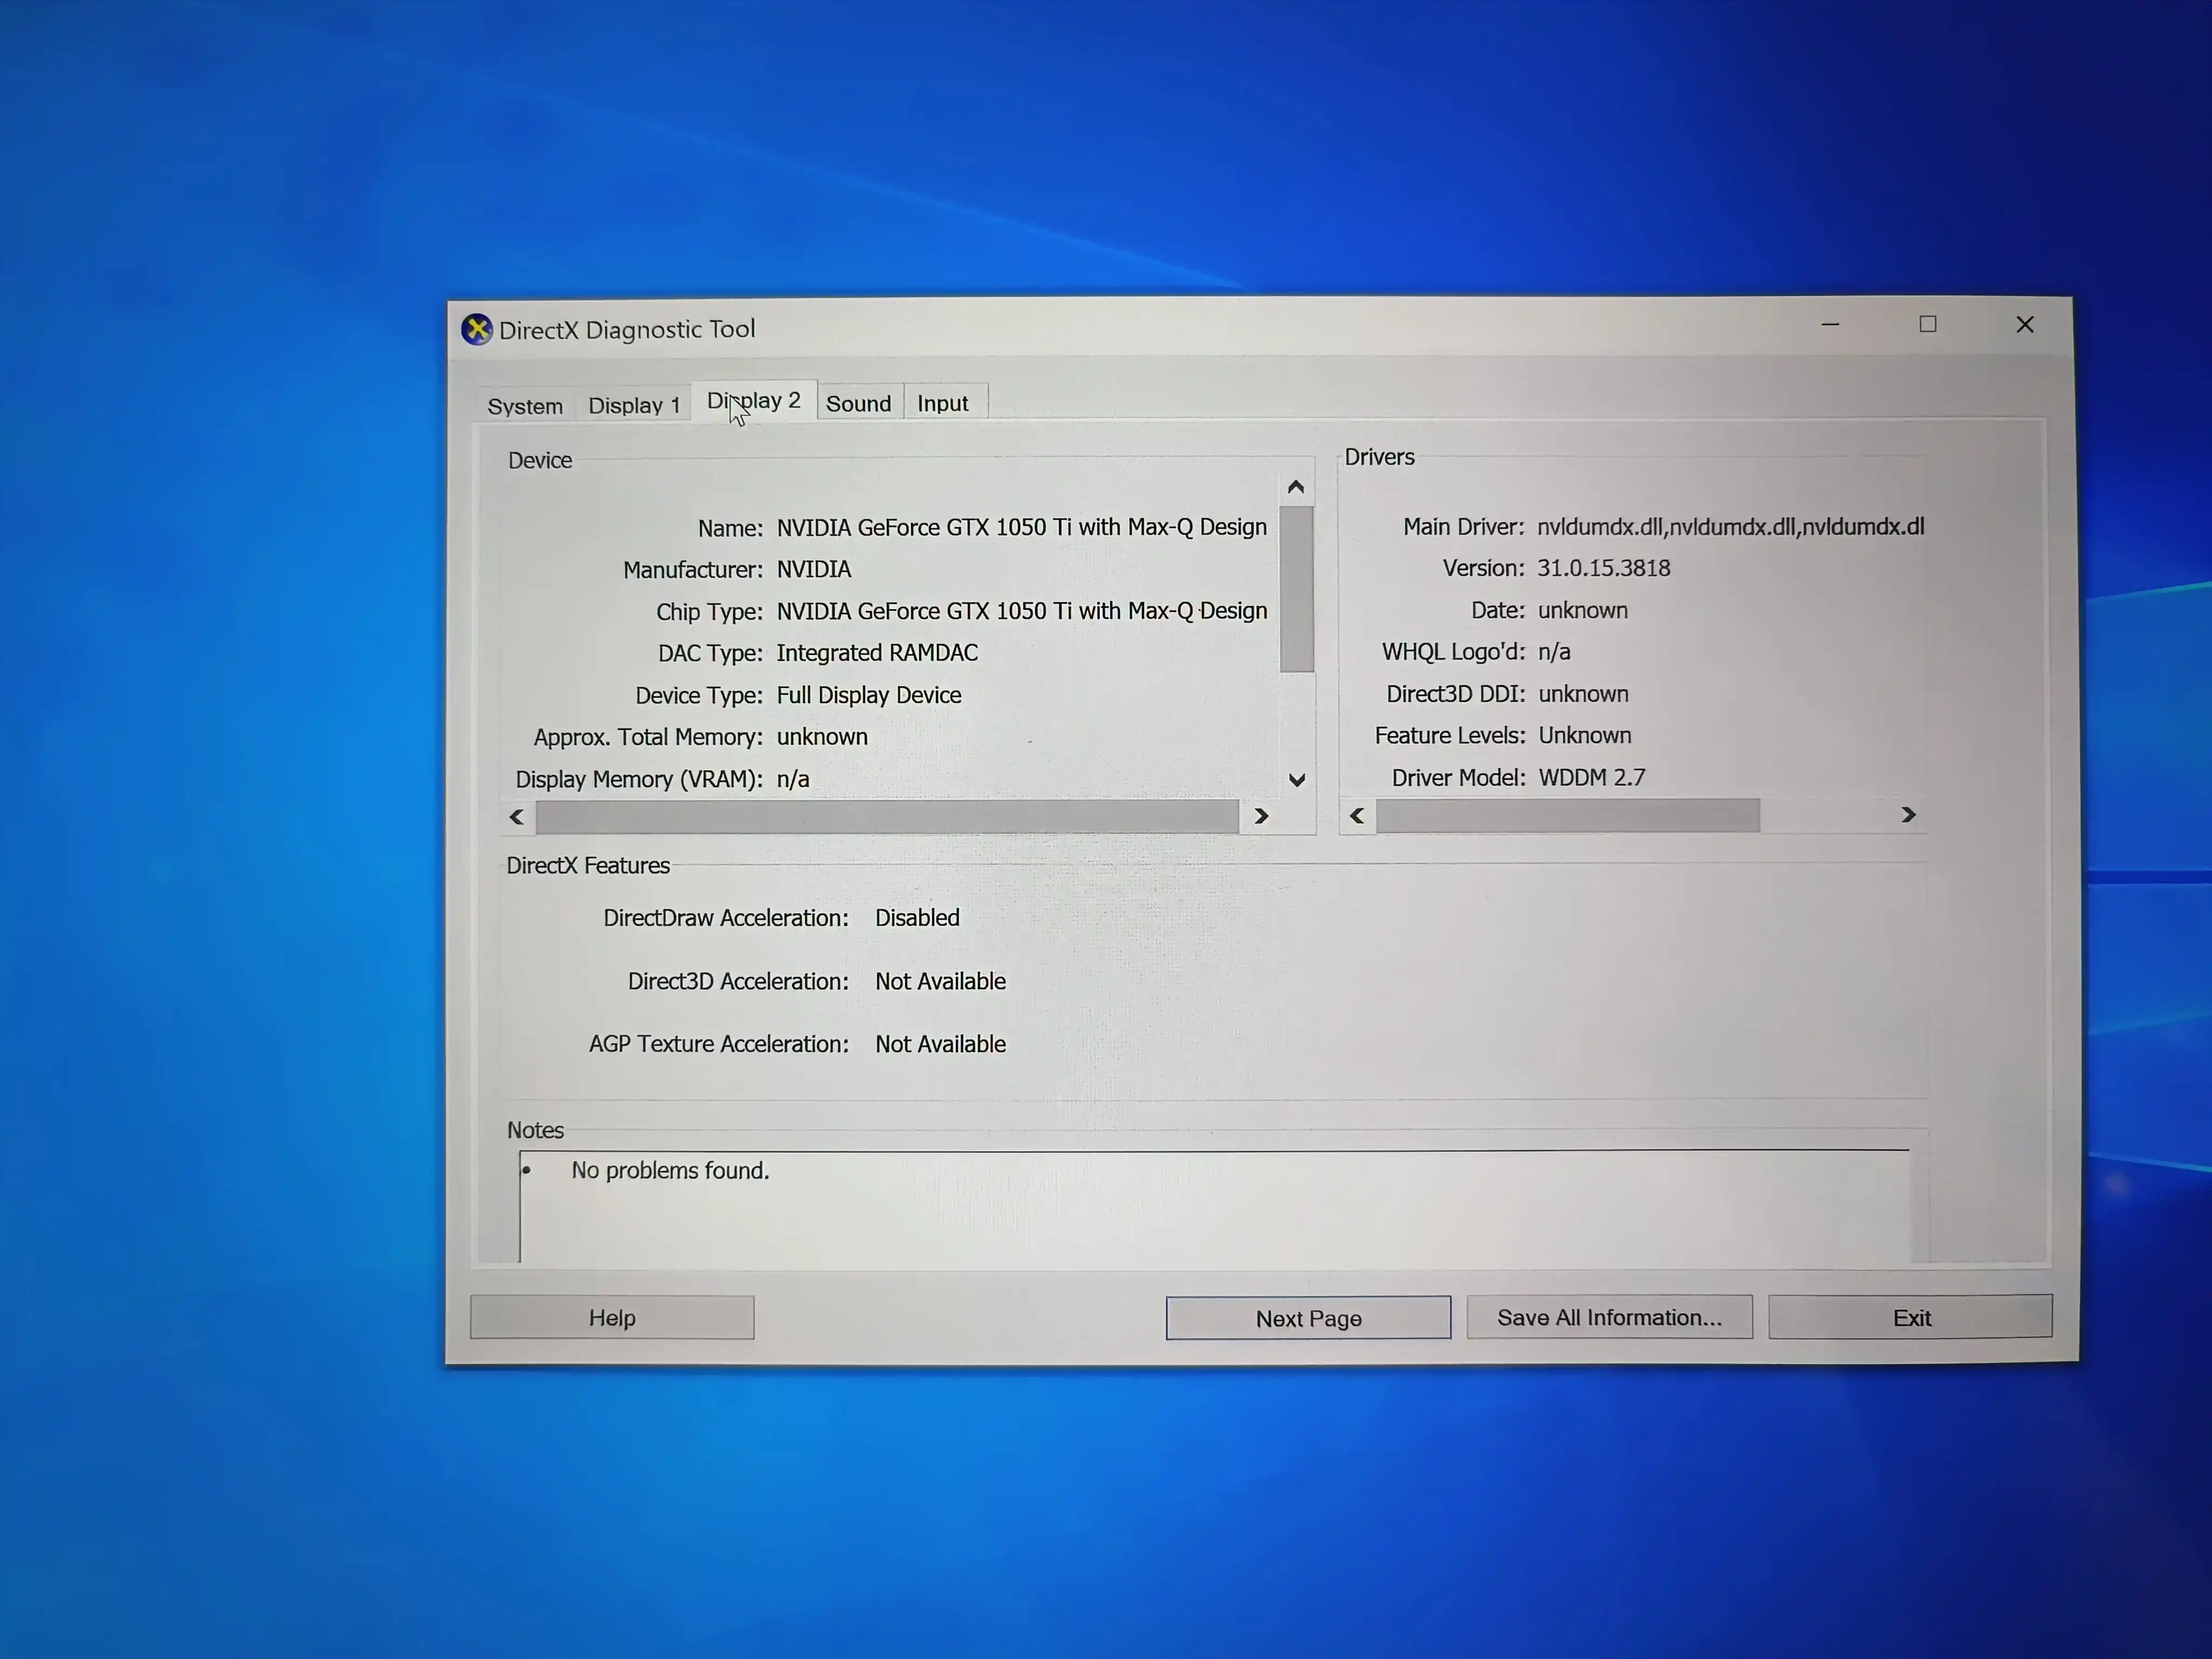 DirectX Diagnostic Tool
System Display 1 Display 2 Sound Input
Device
Name: NVIDIA GeForce GTX 1050 Ti with Max-Q Design
Manufacturer: NVIDIA
Chip Type: NVIDIA GeForce GTX 1050 Ti with Max-Q Design
DAC Type: Integrated RAMDAC
Device Type: Full Display Device
Approx. Total Memory: unknown
Display Memory (VRAM): n/a
Drivers
Main Driver: nvldumdx.dll,nvldumdx.dll,nvldumdx.dl
Version: 31.0.15.3818
Date: unknown
WHQL Logo'd: n/a
Direct3D DDI: unknown
Feature Levels: Unknown
Driver Model: WDDM 2.7
DirectX Features
DirectDraw Acceleration: Disabled
Direct3D Acceleration: Not Available
AGP Texture Acceleration: Not Available
Notes
• No problems found.
Help Next Page Save All Information... Exit